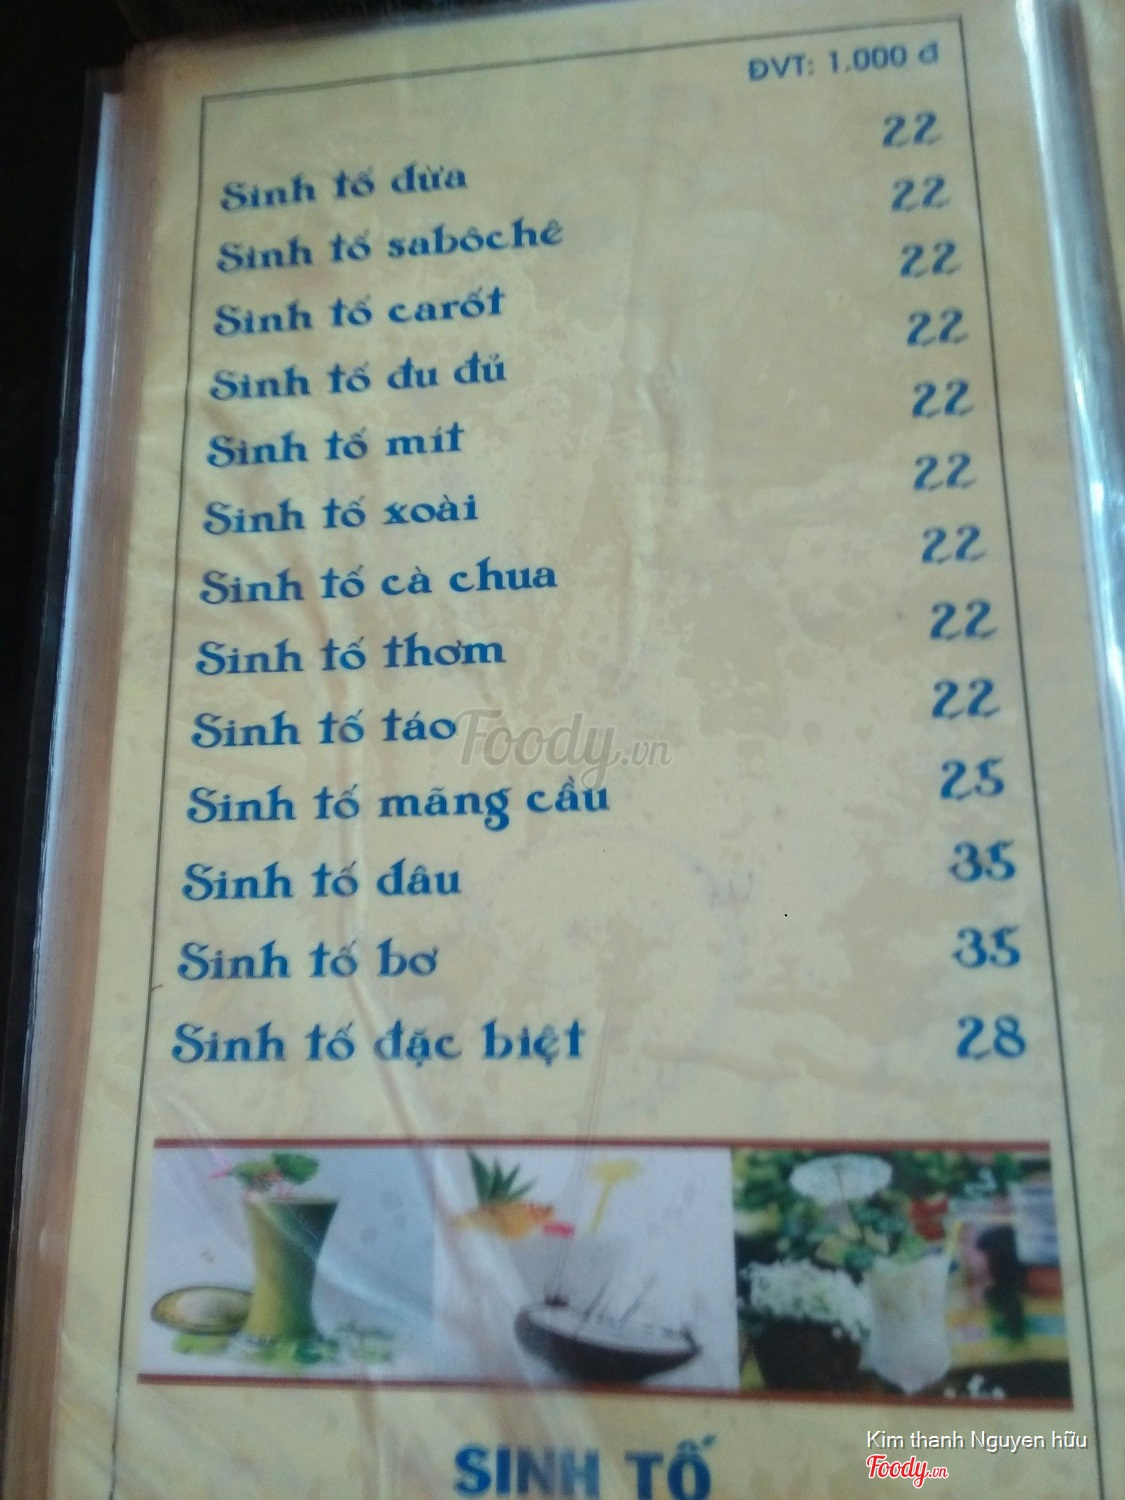 ĐVT: 1.000 đ
Sinh tố dừa 22
Sinh tố sabôchê 22
Sinh tố carốt 22
Sinh tố đu đủ 22
Sinh tố mít 22
Sinh tố xoài 22
Sinh tố cà chua 22
Sinh tố thơm 22
Sinh tố táo 22
Sinh tố mãng cầu 25
Sinh tố dâu 35
Sinh tố bơ 35
Sinh tố đặc biệt 28
Foody.vn
SINH TỐ
Kim thanh Nguyen hữu
Foody.vn